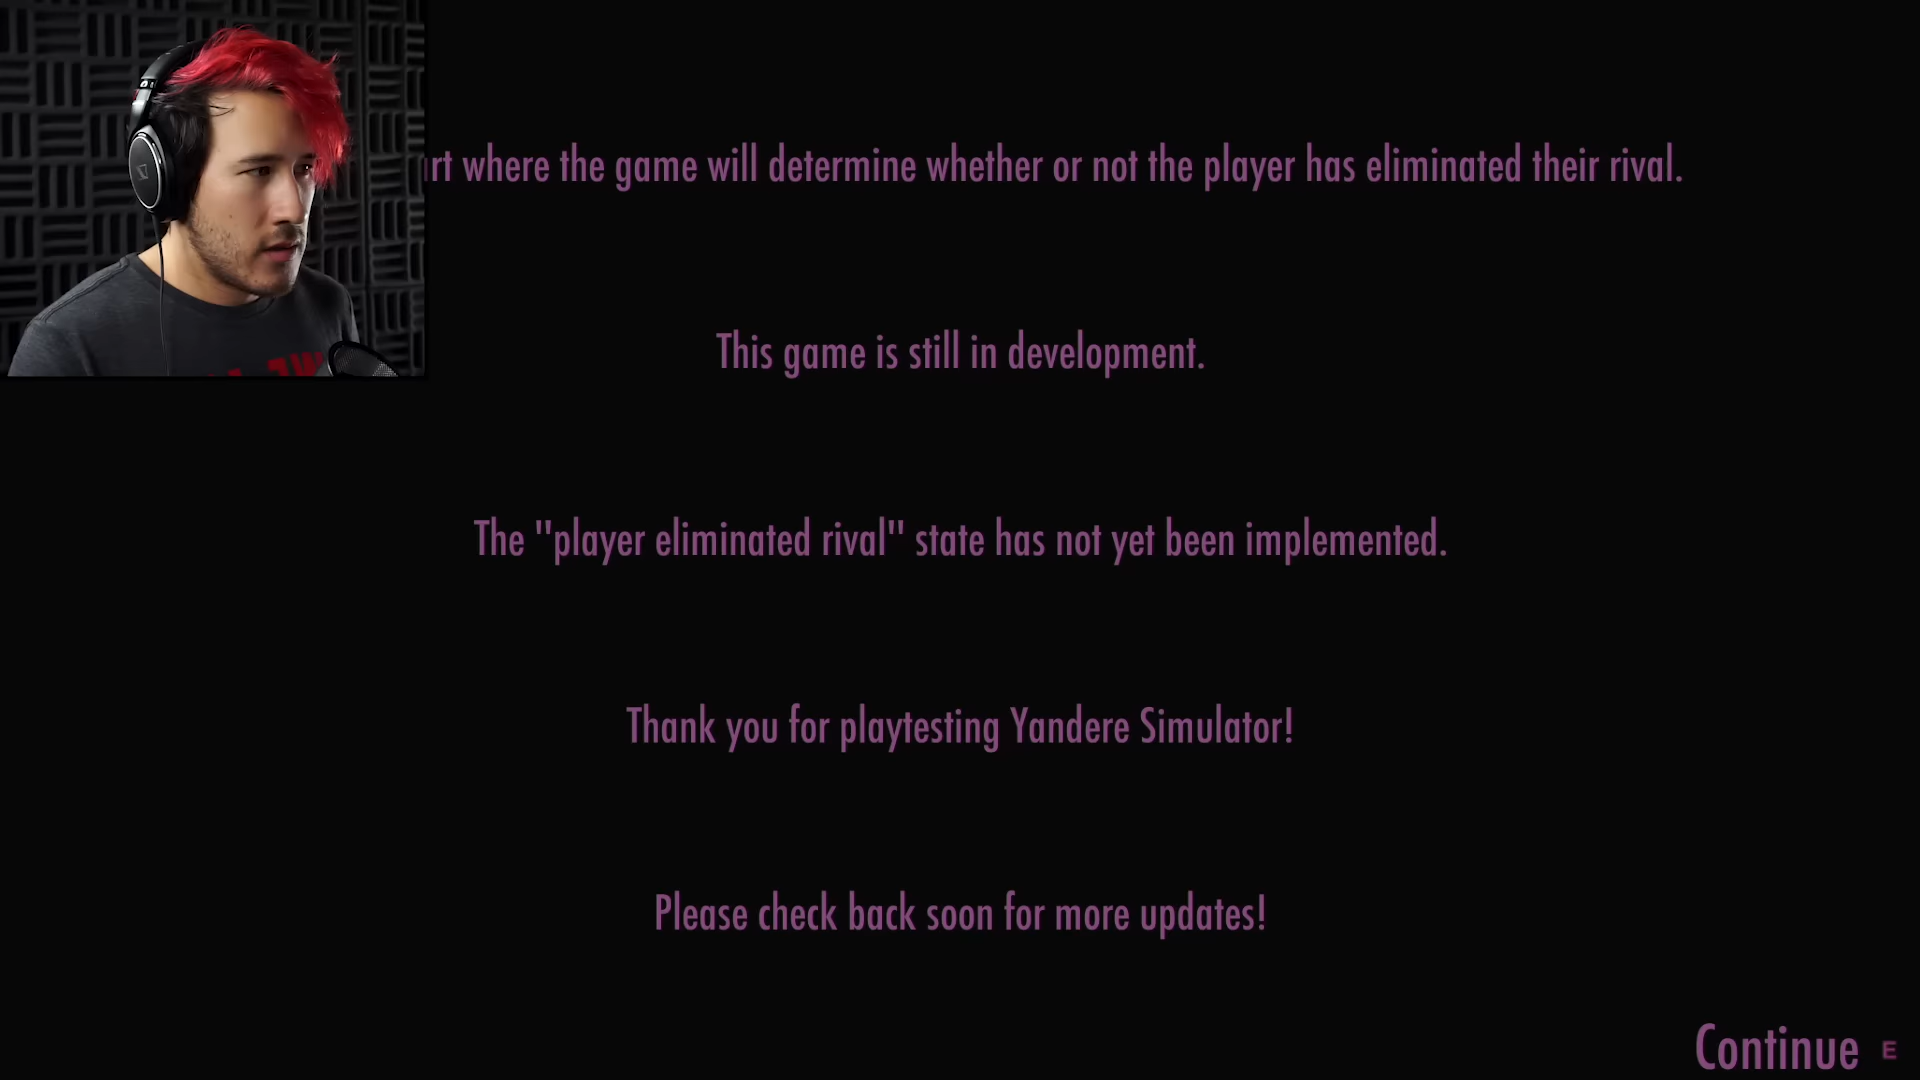 where the game will determine whether or not the player has eliminated their rival.
This game is still in development.
The "player eliminated rival" state has not yet been implemented.
Thank you for playtesting Yandere Simulator!
Please check back soon for more updates!
Continue E